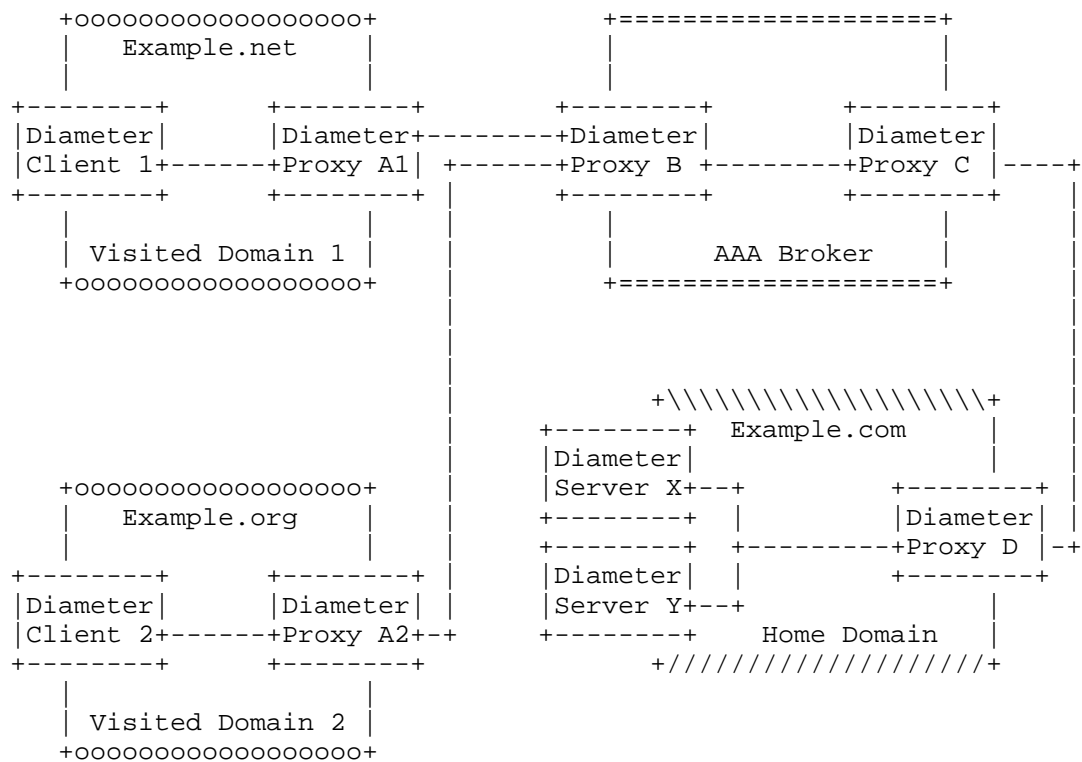 Example.net
Diameter
Client 1
Diameter
Proxy A1
Visited Domain 1
Diameter
Proxy B
Diameter
Proxy C
AAA Broker
Example.org
Diameter
Client 2
Diameter
Proxy A2
Visited Domain 2
Example.com
Diameter
Server X
Diameter
Server Y
Diameter
Proxy D
Home Domain